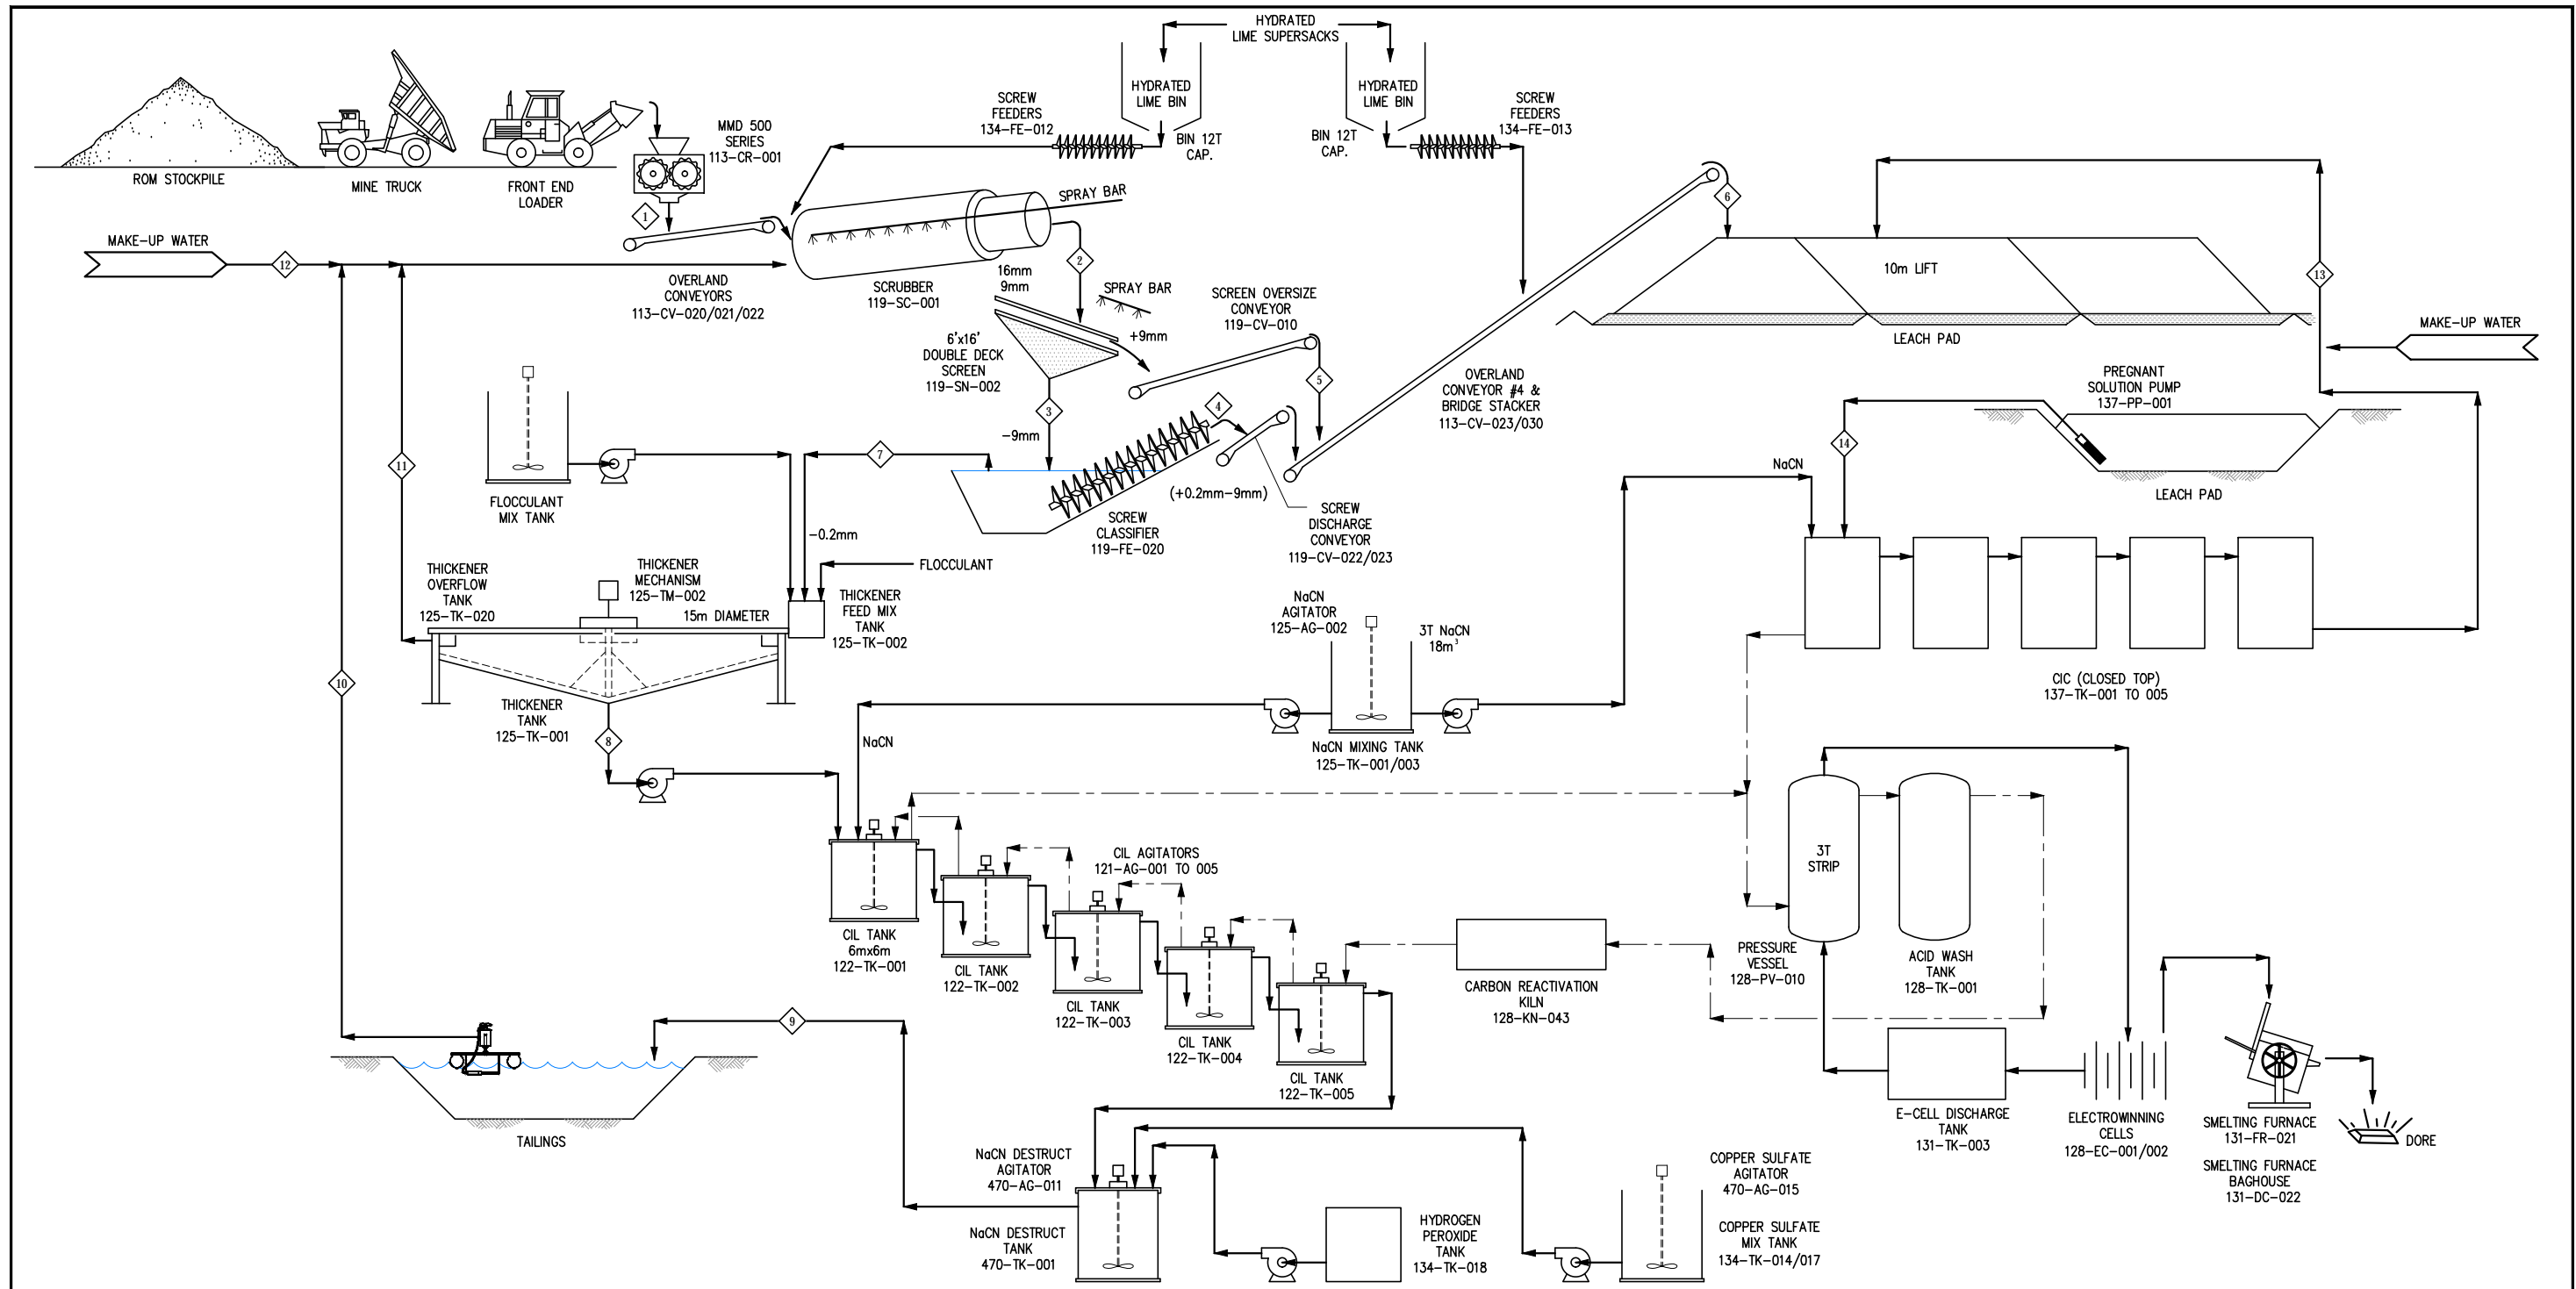 HYDRATED
LIME SUPERSACKS
HYDRATED
LIME BIN
HYDRATED
LIME BIN
SCREW
FEEDERS
134-FE-012
BIN 12T
CAP.
BIN 12T
CAP.
SCREW
FEEDERS
134-FE-013
MMD 500
SERIES
113-CR-001
ROM STOCKPILE
MINE TRUCK
FRONT END
LOADER
1
SPRAY BAR
6
MAKE-UP WATER
12
2
OVERLAND
CONVEYORS
113-CV-020/021/022
SCRUBBER
119-SC-001
16mm
9mm
SPRAY BAR
SCREEN OVERSIZE
CONVEYOR
119-CV-010
10m LIFT
13
LEACH PAD
MAKE-UP WATER
6'x16'
DOUBLE DECK
SCREEN
119-SN-002
+9mm
5
3
4
-9mm
OVERLAND
CONVEYOR #4 &
BRIDGE STACKER
113-CV-023/030
PREGNANT
SOLUTION PUMP
137-PP-001
14
LEACH PAD
11
7
FLOCCULANT
MIX TANK
(+0.2mm-9mm)
SCREW
CLASSIFIER
119-FE-020
SCREW
DISCHARGE
CONVEYOR
119-CV-022/023
NaCN
-0.2mm
FLOCCULANT
THICKENER
OVERFLOW
TANK
125-TK-020
THICKENER
MECHANISM
125-TM-002
15m DIAMETER
THICKENER
FEED MIX
TANK
125-TK-002
NaCN
AGITATOR
125-AG-002
3T NaCN
18m³
CIC (CLOSED TOP)
137-TK-001 TO 005
10
THICKENER
TANK
125-TK-001
8
NaCN
NaCN MIXING TANK
125-TK-001/003
CIL AGITATORS
121-AG-001 TO 005
3T
STRIP
CIL TANK
6mx6m
122-TK-001
CIL TANK
122-TK-002
CIL TANK
122-TK-003
CIL TANK
122-TK-004
CIL TANK
122-TK-005
CARBON REACTIVATION
KILN
128-KN-043
PRESSURE
VESSEL
128-PV-010
ACID WASH
TANK
128-TK-001
9
TAILINGS
E-CELL DISCHARGE
TANK
131-TK-003
ELECTROWINNING
CELLS
128-EC-001/002
SMELTING FURNACE
131-FR-021
SMELTING FURNACE
BAGHOUSE
131-DC-022
DORE
NaCN DESTRUCT
AGITATOR
470-AG-011
NaCN DESTRUCT
TANK
470-TK-001
HYDROGEN
PEROXIDE
TANK
134-TK-018
COPPER SULFATE
AGITATOR
470-AG-015
COPPER SULFATE
MIX TANK
134-TK-014/017